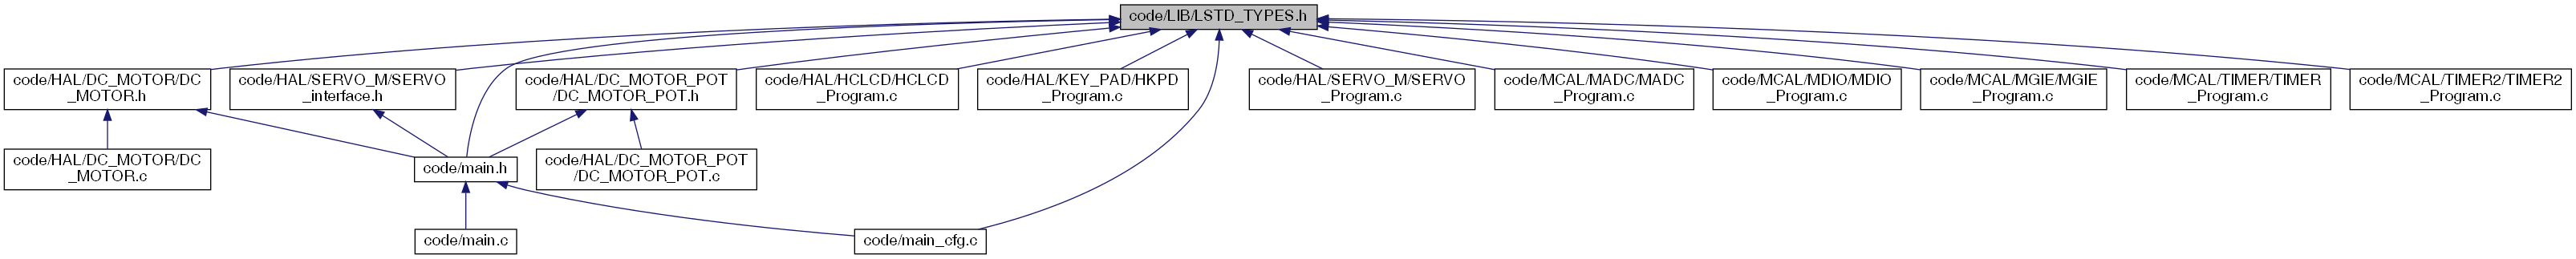 code/LIB/LSTD_TYPES.h
code/HAL/DC_MOTOR/DC
_MOTOR.h
code/HAL/SERVO_M/SERVO
_interface.h
code/HAL/DC_MOTOR_POT
/DC_MOTOR_POT.h
code/HAL/HCLCD/HCLCD
_Program.c
code/HAL/KEY_PAD/HKPD
_Program.c
code/HAL/SERVO_M/SERVO
_Program.c
code/MCAL/MADC/MADC
_Program.c
code/MCAL/MDIO/MDIO
_Program.c
code/MCAL/MGIE/MGIE
_Program.c
code/MCAL/TIMER/TIMER
_Program.c
code/MCAL/TIMER2/TIMER2
_Program.c
code/HAL/DC_MOTOR/DC
_MOTOR.c
code/main.h
code/HAL/DC_MOTOR_POT
/DC_MOTOR_POT.c
code/main.c
code/main_cfg.c